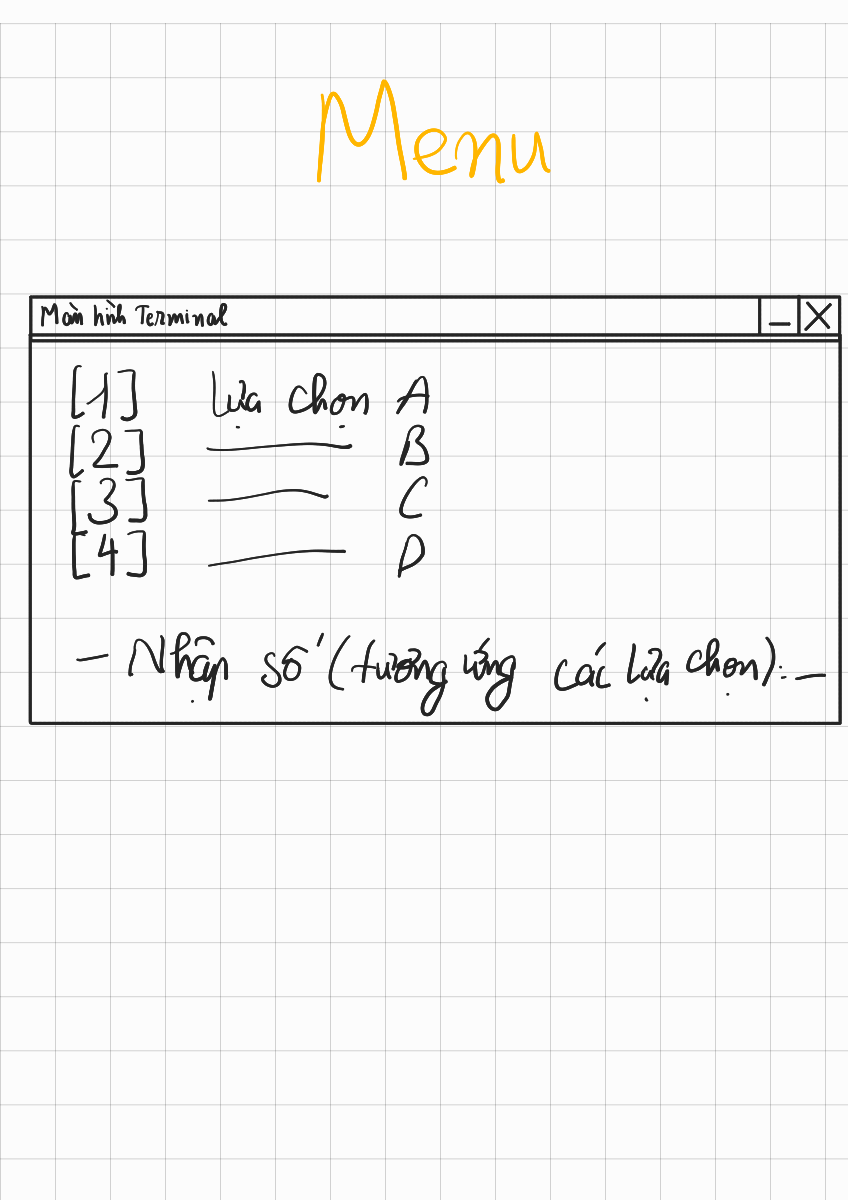 Menu
Màn hình Terminal
[1] Lựa chọn A
[2] B
[3] C
[4] D
- Nhập số (tương ứng các lựa chọn): _